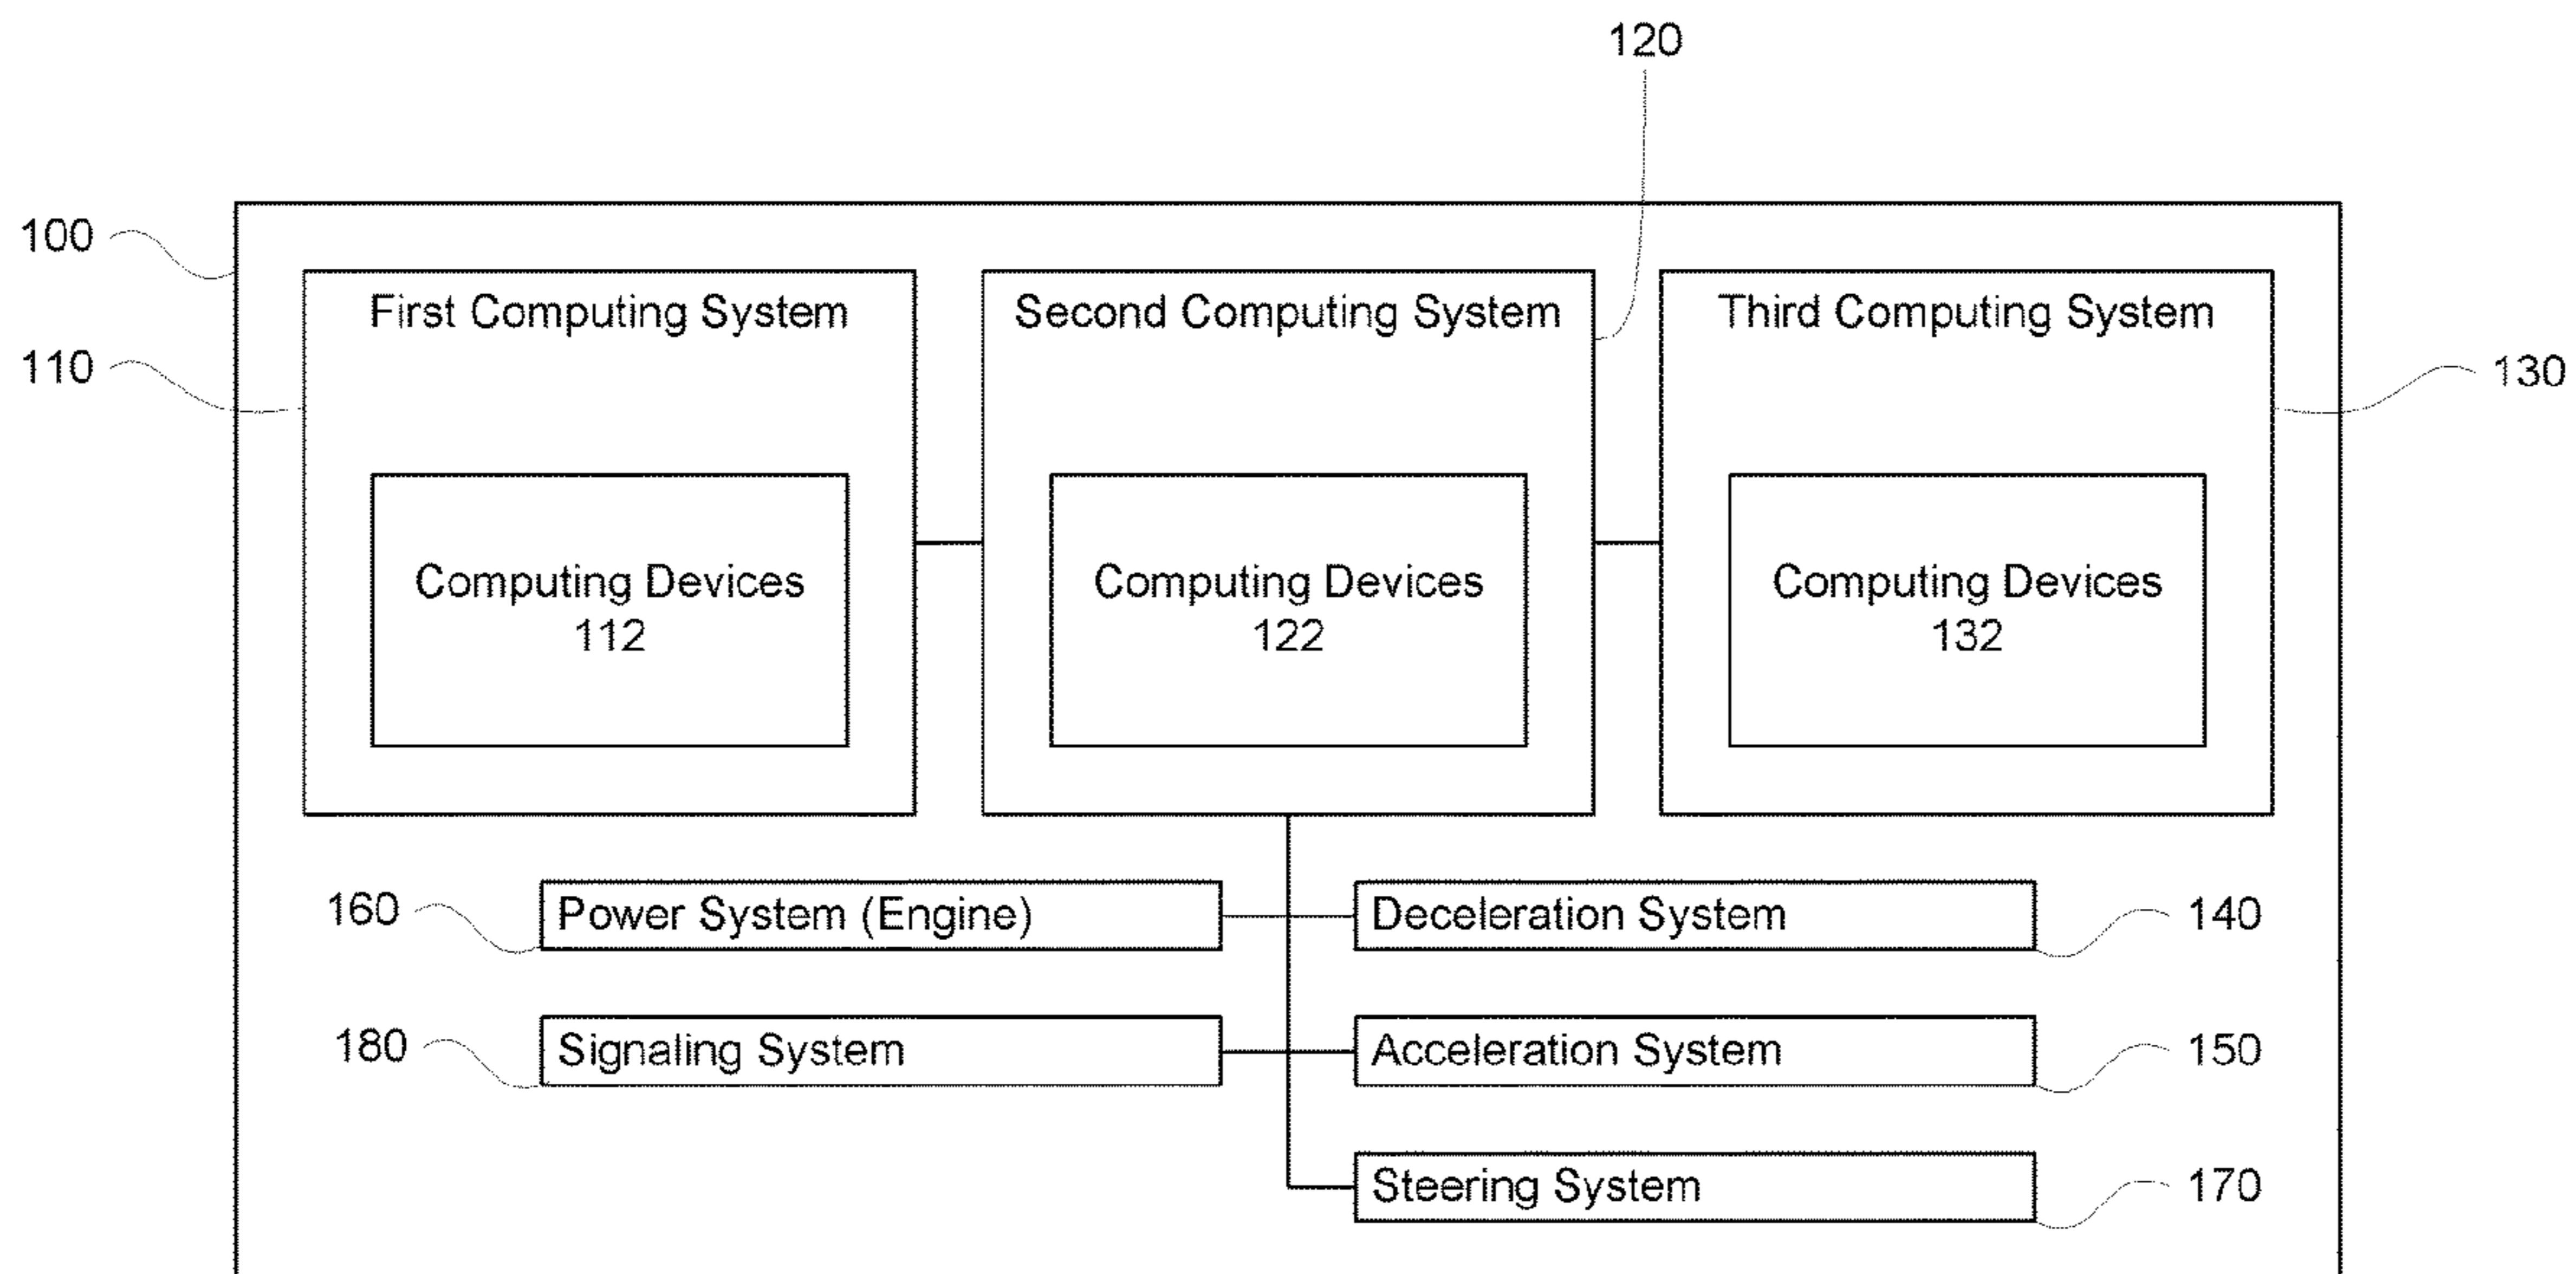 120
100
First Computing System
Second Computing System
Third Computing System
110
130
Computing Devices
112
Computing Devices
122
Computing Devices
132
160
Power System (Engine)
Deceleration System
140
180
Signaling System
Acceleration System
150
Steering System
170